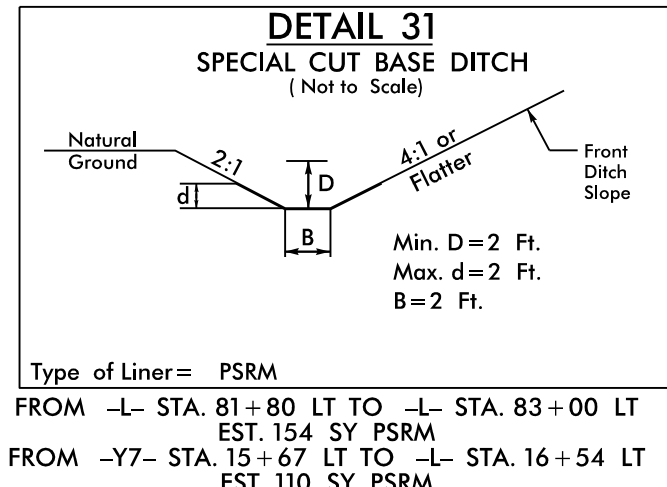 DETAIL 31
SPECIAL CUT BASE DITCH
( Not to Scale)
Natural
Ground
2:1
D
d
B
4:1 or
Flatter
Front
Ditch
Slope
Min. D=2 Ft.
Max. d=2 Ft.
B=2 Ft.
Type of Liner= PSRM
FROM -L- STA. 81+80 LT TO -L- STA. 83+00 LT
EST. 154 SY PSRM
FROM -Y7- STA. 15+67 LT TO -L- STA. 16+54 LT
EST. 110 SY PSRM